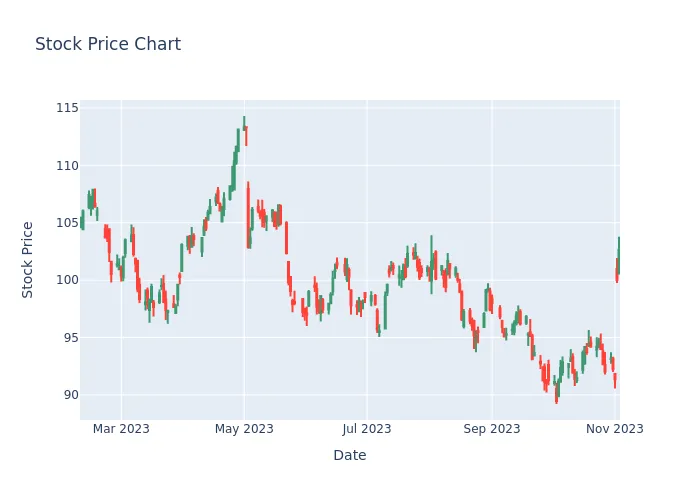 Stock Price Chart
115
110
105
100
95
90
Stock Price
Mar 2023
May 2023
Jul 2023
Sep 2023
Nov 2023
Date